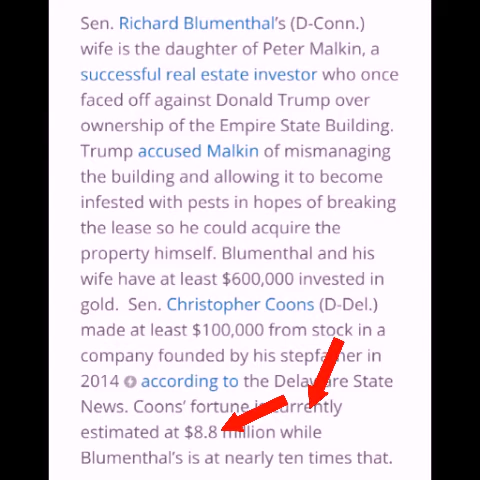 Sen. Richard Blumenthal's (D-Conn.)
wife is the daughter of Peter Malkin, a
successful real estate investor who once
faced off against Donald Trump over
ownership of the Empire State Building.
Trump accused Malkin of mismanaging
the building and allowing it to become
infested with pests in hopes of breaking
the lease so he could acquire the
property himself. Blumenthal and his
wife have at least $600,000 invested in
gold. Sen. Christopher Coons (D-Del.)
made at least $100,000 from stock in a
company founded by his stepfather in
2014 according to the Delaware State
News. Coons' fortune is currently
estimated at $8.8 million while
Blumenthal's is at nearly ten times that.